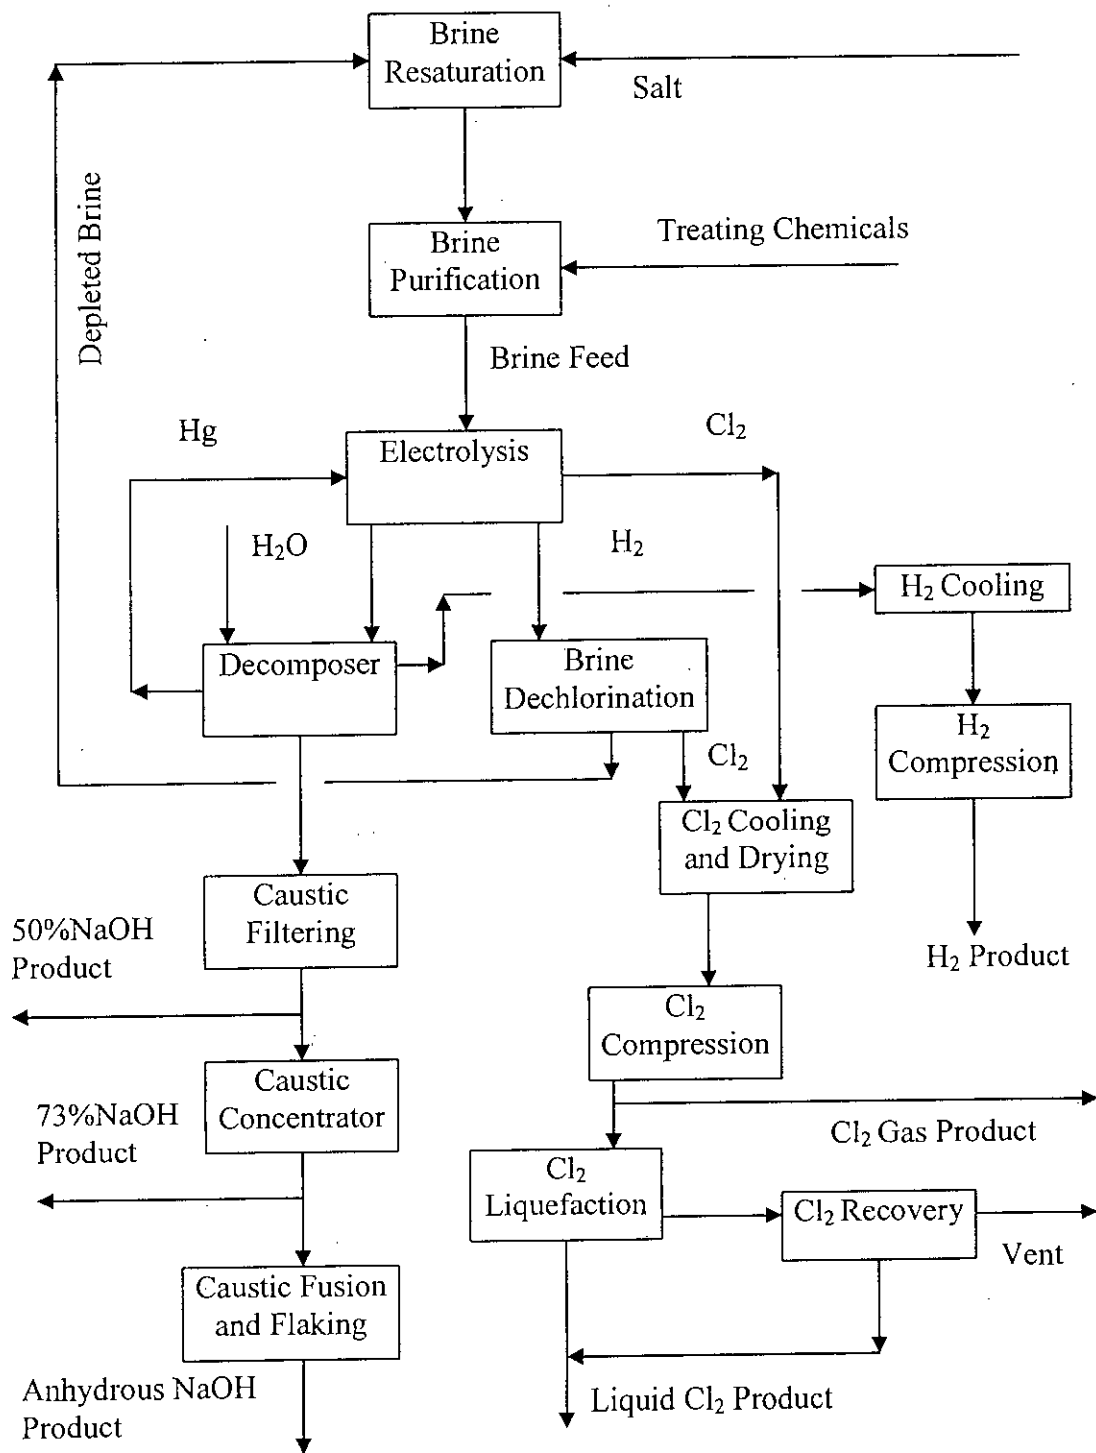 Brine
Resaturation
Salt
Depleted Brine
Brine
Purification
Treating Chemicals
Brine Feed
Hg
Electrolysis
Cl₂
H₂O
H₂
H₂ Cooling
Decomposer
Brine
Dechlorination
H₂
Compression
Cl₂
Cl₂ Cooling
and Drying
Caustic
Filtering
50%NaOH
Product
H₂ Product
Cl₂
Compression
Caustic
Concentrator
73%NaOH
Product
Cl₂ Gas Product
Cl₂
Liquefaction
Cl₂ Recovery
Vent
Caustic Fusion
and Flaking
Anhydrous NaOH
Product
Liquid Cl₂ Product